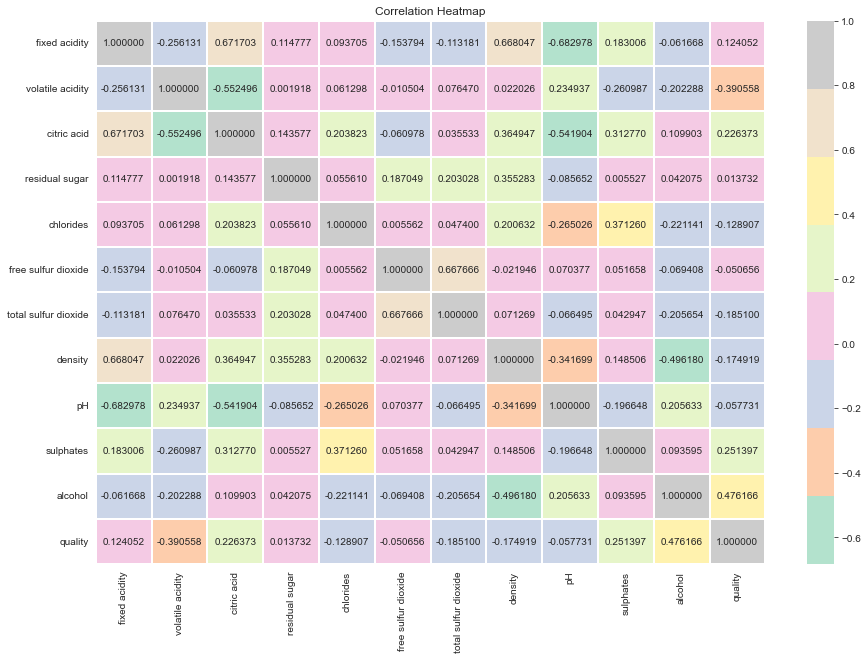 Correlation Heatmap
fixed acidity 1.000000 -0.256131 0.671703 0.114777 0.093705 -0.153794 -0.113181 0.668047 -0.682978 0.183006 -0.061668 0.124052
volatile acidity -0.256131 1.000000 -0.552496 0.001918 0.061298 -0.010504 0.076470 0.022026 0.234937 -0.260987 -0.202288 -0.390558
citric acid 0.671703 -0.552496 1.000000 0.143577 0.203823 -0.060978 0.035533 0.364947 -0.541904 0.312770 0.109903 0.226373
residual sugar 0.114777 0.001918 0.143577 1.000000 0.055610 0.187049 0.203028 0.355283 -0.085652 0.005527 0.042075 0.013732
chlorides 0.093705 0.061298 0.203823 0.055610 1.000000 0.005562 0.047400 0.200632 -0.265026 0.371260 -0.221141 -0.128907
free sulfur dioxide -0.153794 -0.010504 -0.060978 0.187049 0.005562 1.000000 0.667666 -0.021946 0.070377 0.051658 -0.069408 -0.050656
total sulfur dioxide -0.113181 0.076470 0.035533 0.203028 0.047400 0.667666 1.000000 0.071269 -0.066495 0.042947 -0.205654 -0.185100
density 0.668047 0.022026 0.364947 0.355283 0.200632 -0.021946 0.071269 1.000000 -0.341699 0.148506 -0.496180 -0.174919
pH -0.682978 0.234937 -0.541904 -0.085652 -0.265026 0.070377 -0.066495 -0.341699 1.000000 -0.196648 0.205633 -0.057731
sulphates 0.183006 -0.260987 0.312770 0.005527 0.371260 0.051658 0.042947 0.148506 -0.196648 1.000000 0.093595 0.251397
alcohol -0.061668 -0.202288 0.109903 0.042075 -0.221141 -0.069408 -0.205654 -0.496180 0.205633 0.093595 1.000000 0.476166
quality 0.124052 -0.390558 0.226373 0.013732 -0.128907 -0.050656 -0.185100 -0.174919 -0.057731 0.251397 0.476166 1.000000
fixed acidity
volatile acidity
citric acid
residual sugar
chlorides
free sulfur dioxide
total sulfur dioxide
density
pH
sulphates
alcohol
quality
1.0
0.8
0.6
0.4
0.2
0.0
-0.2
-0.4
-0.6